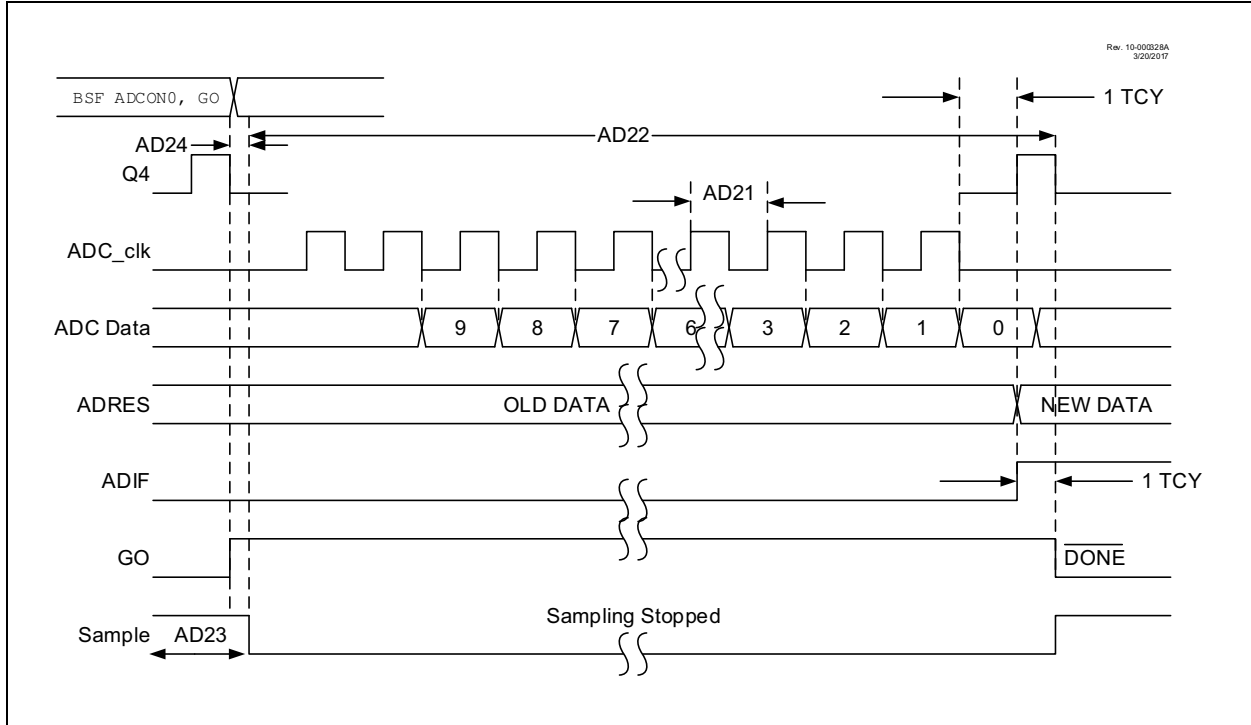 Rev. 10-000328A
3/20/2017
BSF ADCON0, GO
1 TCY
AD24
AD22
Q4
AD21
ADC_clk
ADC Data
9 8 7 6 3 2 1 0
ADRES
OLD DATA
NEW DATA
ADIF
1 TCY
GO
DONE
Sampling Stopped
Sample
AD23